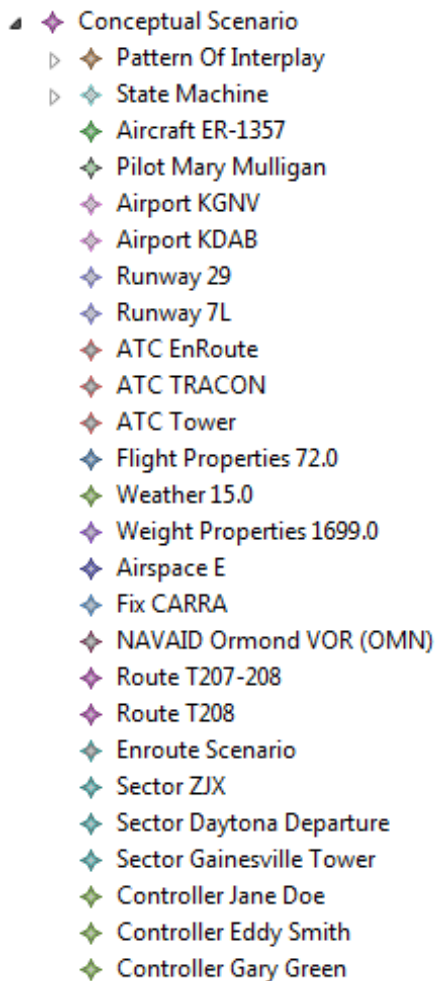 Conceptual Scenario
Pattern Of Interplay
State Machine
Aircraft ER-1357
Pilot Mary Mulligan
Airport KGNV
Airport KDAB
Runway 29
Runway 7L
ATC EnRoute
ATC TRACON
ATC Tower
Flight Properties 72.0
Weather 15.0
Weight Properties 1699.0
Airspace E
Fix CARRA
NAVAID Ormond VOR (OMN)
Route T207-208
Route T208
Enroute Scenario
Sector ZJX
Sector Daytona Departure
Sector Gainesville Tower
Controller Jane Doe
Controller Eddy Smith
Controller Gary Green